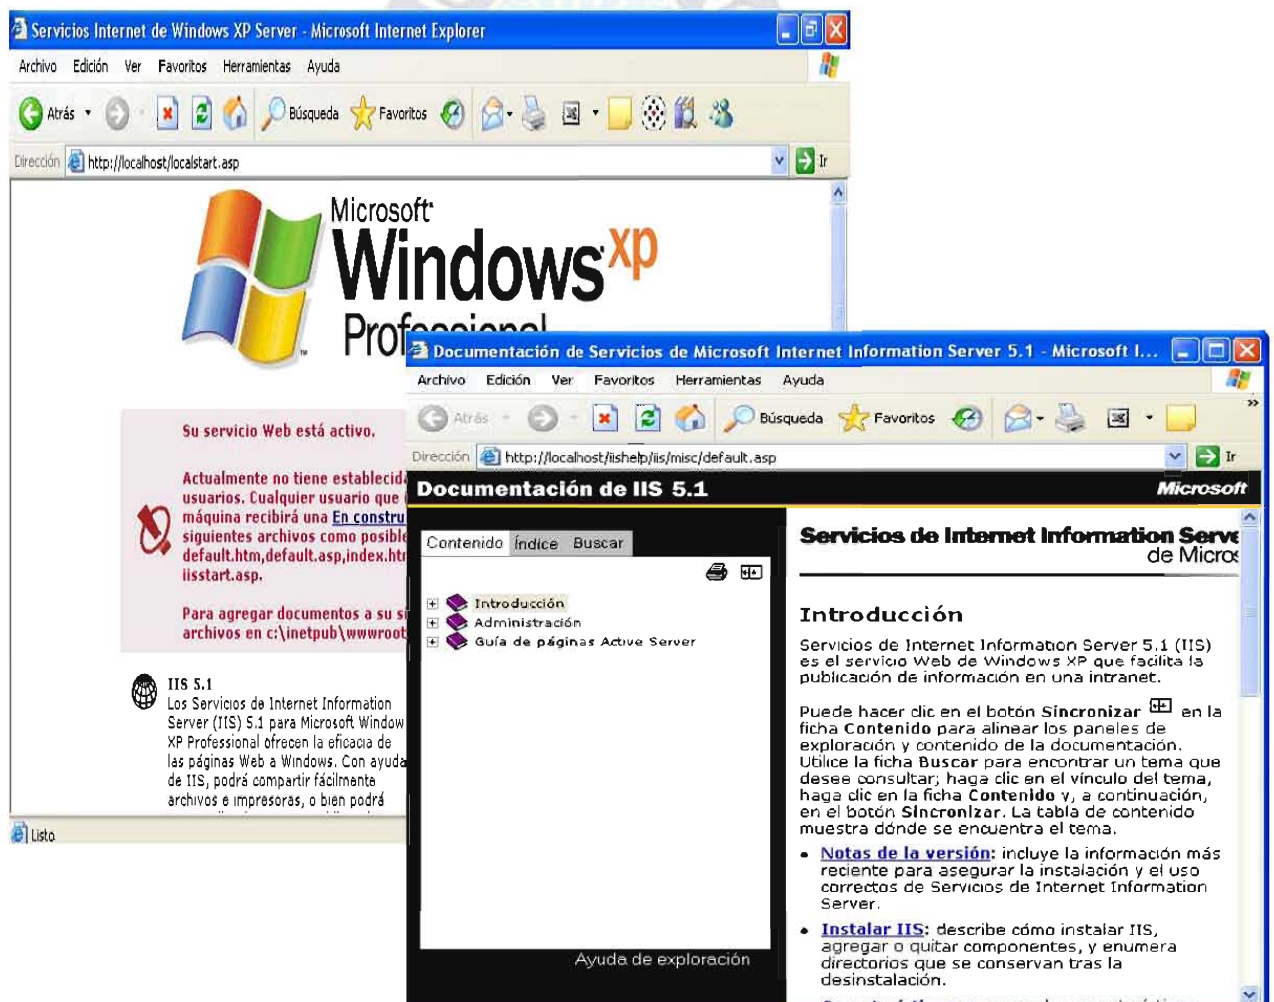 Servicios Internet de Windows XP Server - Microsoft Internet Explorer
Archivo Edición Ver Favoritos Herramientas Ayuda
Atrás Búsqueda Favoritos
Dirección http://localhost/localstart.asp Ir
Microsoft
Windows xp
Professional
Su servicio Web está activo.
Actualmente no tiene establecida
usuarios. Cualquier usuario que
máquina recibirá una En constru
siguientes archivos como posible
default.htm,default.asp,index.htm
iisstart.asp.
Para agregar documentos a su si
archivos en c:\inetpub\wwwroot
IIS 5.1
Los Servicios de Internet Information
Server (IIS) 5.1 para Microsoft Window
XP Professional ofrecen la eficacia de
las páginas Web a Windows. Con ayuda
de IIS, podrá compartir fácilmente
archivos e impresoras, o bien podrá
Listo
Documentación de Servicios de Microsoft Internet Information Server 5.1 - Microsoft I...
Archivo Edición Ver Favoritos Herramientas Ayuda
Atrás Búsqueda Favoritos »
Dirección http://localhost/iishelp/iis/misc/default.asp Ir
Documentación de IIS 5.1 Microsoft
Contenido Índice Buscar
Introducción
Administración
Guía de páginas Active Server
Ayuda de exploración
Servicios de Internet Information Serve
de Micros
Introducción
Servicios de Internet Information Server 5.1 (IIS)
es el servicio Web de Windows XP que facilita la
publicación de información en una intranet.
Puede hacer clic en el botón Sincronizar en la
ficha Contenido para alinear los paneles de
exploración y contenido de la documentación.
Utilice la ficha Buscar para encontrar un tema que
desee consultar; haga clic en el vínculo del tema,
haga clic en la ficha Contenido y, a continuación,
en el botón Sincronizar. La tabla de contenido
muestra dónde se encuentra el tema.
• Notas de la versión: incluye la información más
reciente para asegurar la instalación y el uso
correctos de Servicios de Internet Information
Server.
• Instalar IIS: describe cómo instalar IIS,
agregar o quitar componentes, y enumera
directorios que se conservan tras la
desinstalación.